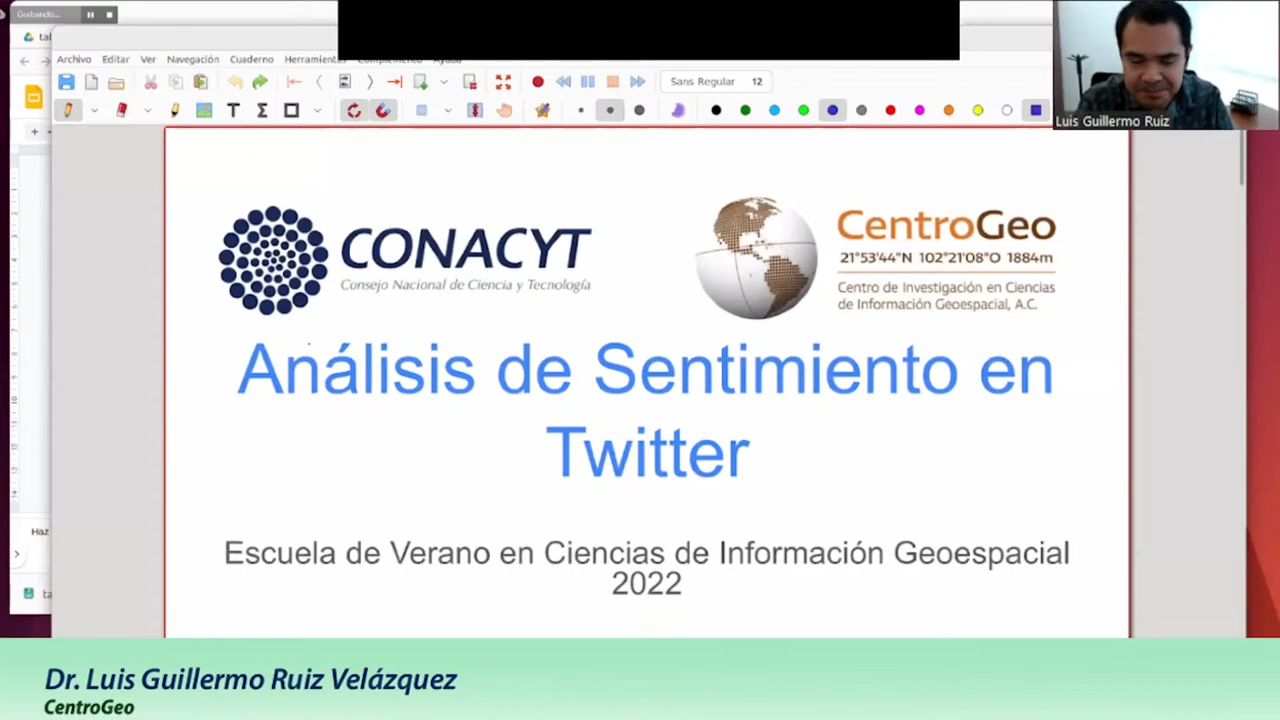 Grabando...
Archivo Editar Ver Navegación Cuaderno Herramientas
Sans Regular 12
Luis Guillermo Ruiz
CONACYT
Consejo Nacional de Ciencia y Tecnología
CentroGeo
21°53'44"N 102°21'08"O 1884m
Centro de Investigación en Ciencias
de Información Geoespacial, A.C.
Análisis de Sentimiento en
Twitter
Escuela de Verano en Ciencias de Información Geoespacial
2022
Haz
Dr. Luis Guillermo Ruiz Velázquez
CentroGeo